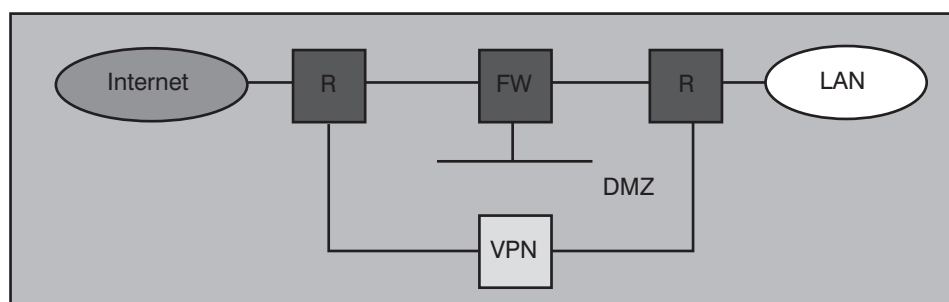 Internet
R
FW
R
LAN
DMZ
VPN